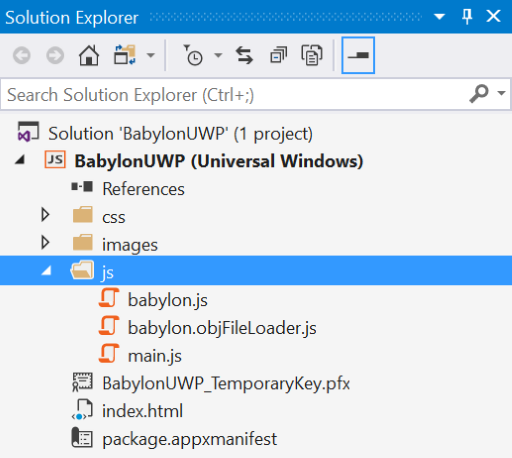 Solution Explorer
Search Solution Explorer (Ctrl+;)
Solution 'BabylonUWP' (1 project)
JS BabylonUWP (Universal Windows)
References
css
images
js
babylon.js
babylon.objFileLoader.js
main.js
BabylonUWP_TemporaryKey.pfx
index.html
package.appxmanifest